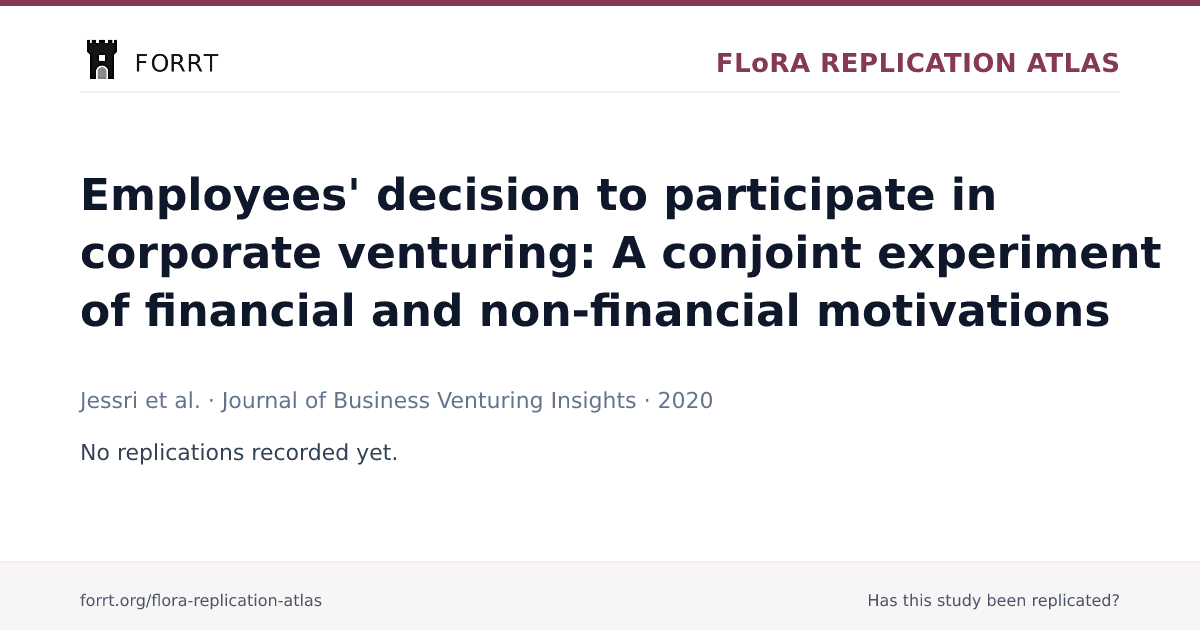 FORRT
FLoRA REPLICATION ATLAS
Employees' decision to participate in
corporate venturing: A conjoint experiment
of financial and non-financial motivations
Jessri et al. · Journal of Business Venturing Insights · 2020
No replications recorded yet.
forrt.org/flora-replication-atlas
Has this study been replicated?